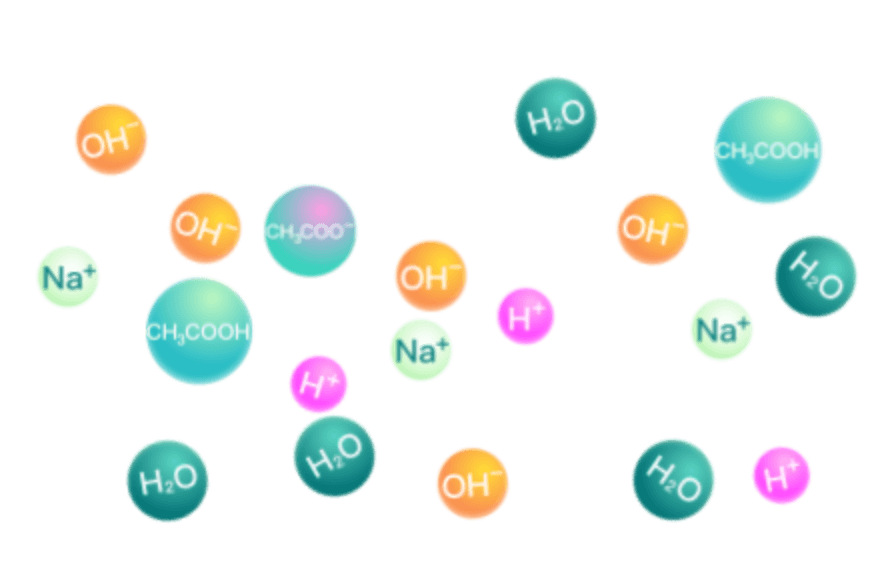 H₂O
OH⁻
CH₃COOH
OH⁻
CH₃COO⁻
OH⁻
Na⁺
OH⁻
H₂O
H⁺
CH₃COOH
Na⁺
Na⁺
H⁺
H₂O
H₂O
OH⁻
H₂O
H⁺